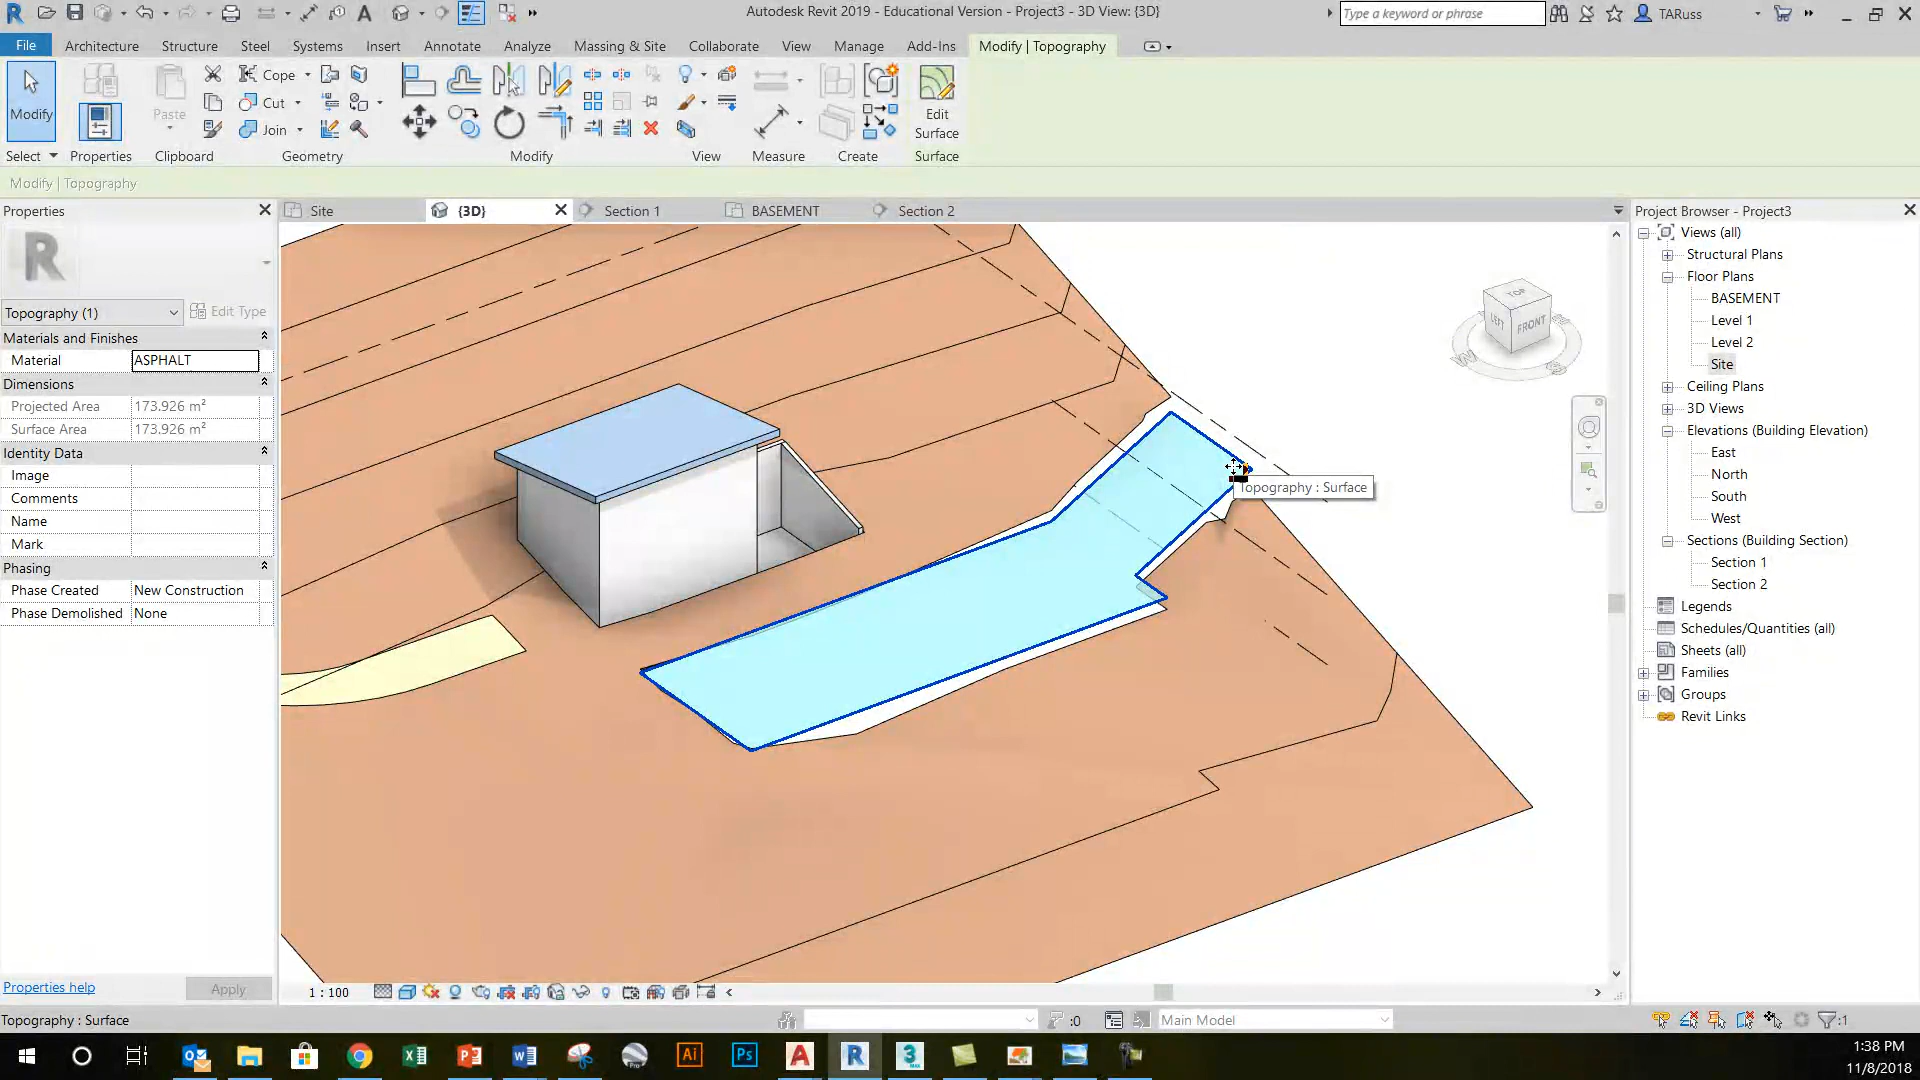 Autodesk Revit 2019 - Educational Version - Project3 - 3D View: {3D}
Type a keyword or phrase
TARuss
File Architecture Structure Steel Systems Insert Annotate Analyze Massing & Site Collaborate View Manage Add-Ins Modify | Topography
Modify
Paste
Cope
Cut
Join
Edit
Surface
Select Properties Clipboard Geometry Modify View Measure Create Surface
Modify | Topography
Properties
Topography (1) Edit Type
Materials and Finishes
Material ASPHALT
Dimensions
Projected Area 173.926 m²
Surface Area 173.926 m²
Identity Data
Image
Comments
Name
Mark
Phasing
Phase Created New Construction
Phase Demolished None
Properties help Apply
Site {3D} Section 1 BASEMENT Section 2
TOP
LEFT FRONT
W S
Topography : Surface
1 : 100
Project Browser - Project3
Views (all)
Structural Plans
Floor Plans
BASEMENT
Level 1
Level 2
Site
Ceiling Plans
3D Views
Elevations (Building Elevation)
East
North
South
West
Sections (Building Section)
Section 1
Section 2
Legends
Schedules/Quantities (all)
Sheets (all)
Families
Groups
Revit Links
Topography : Surface :0 Main Model :1
1:38 PM
11/8/2018